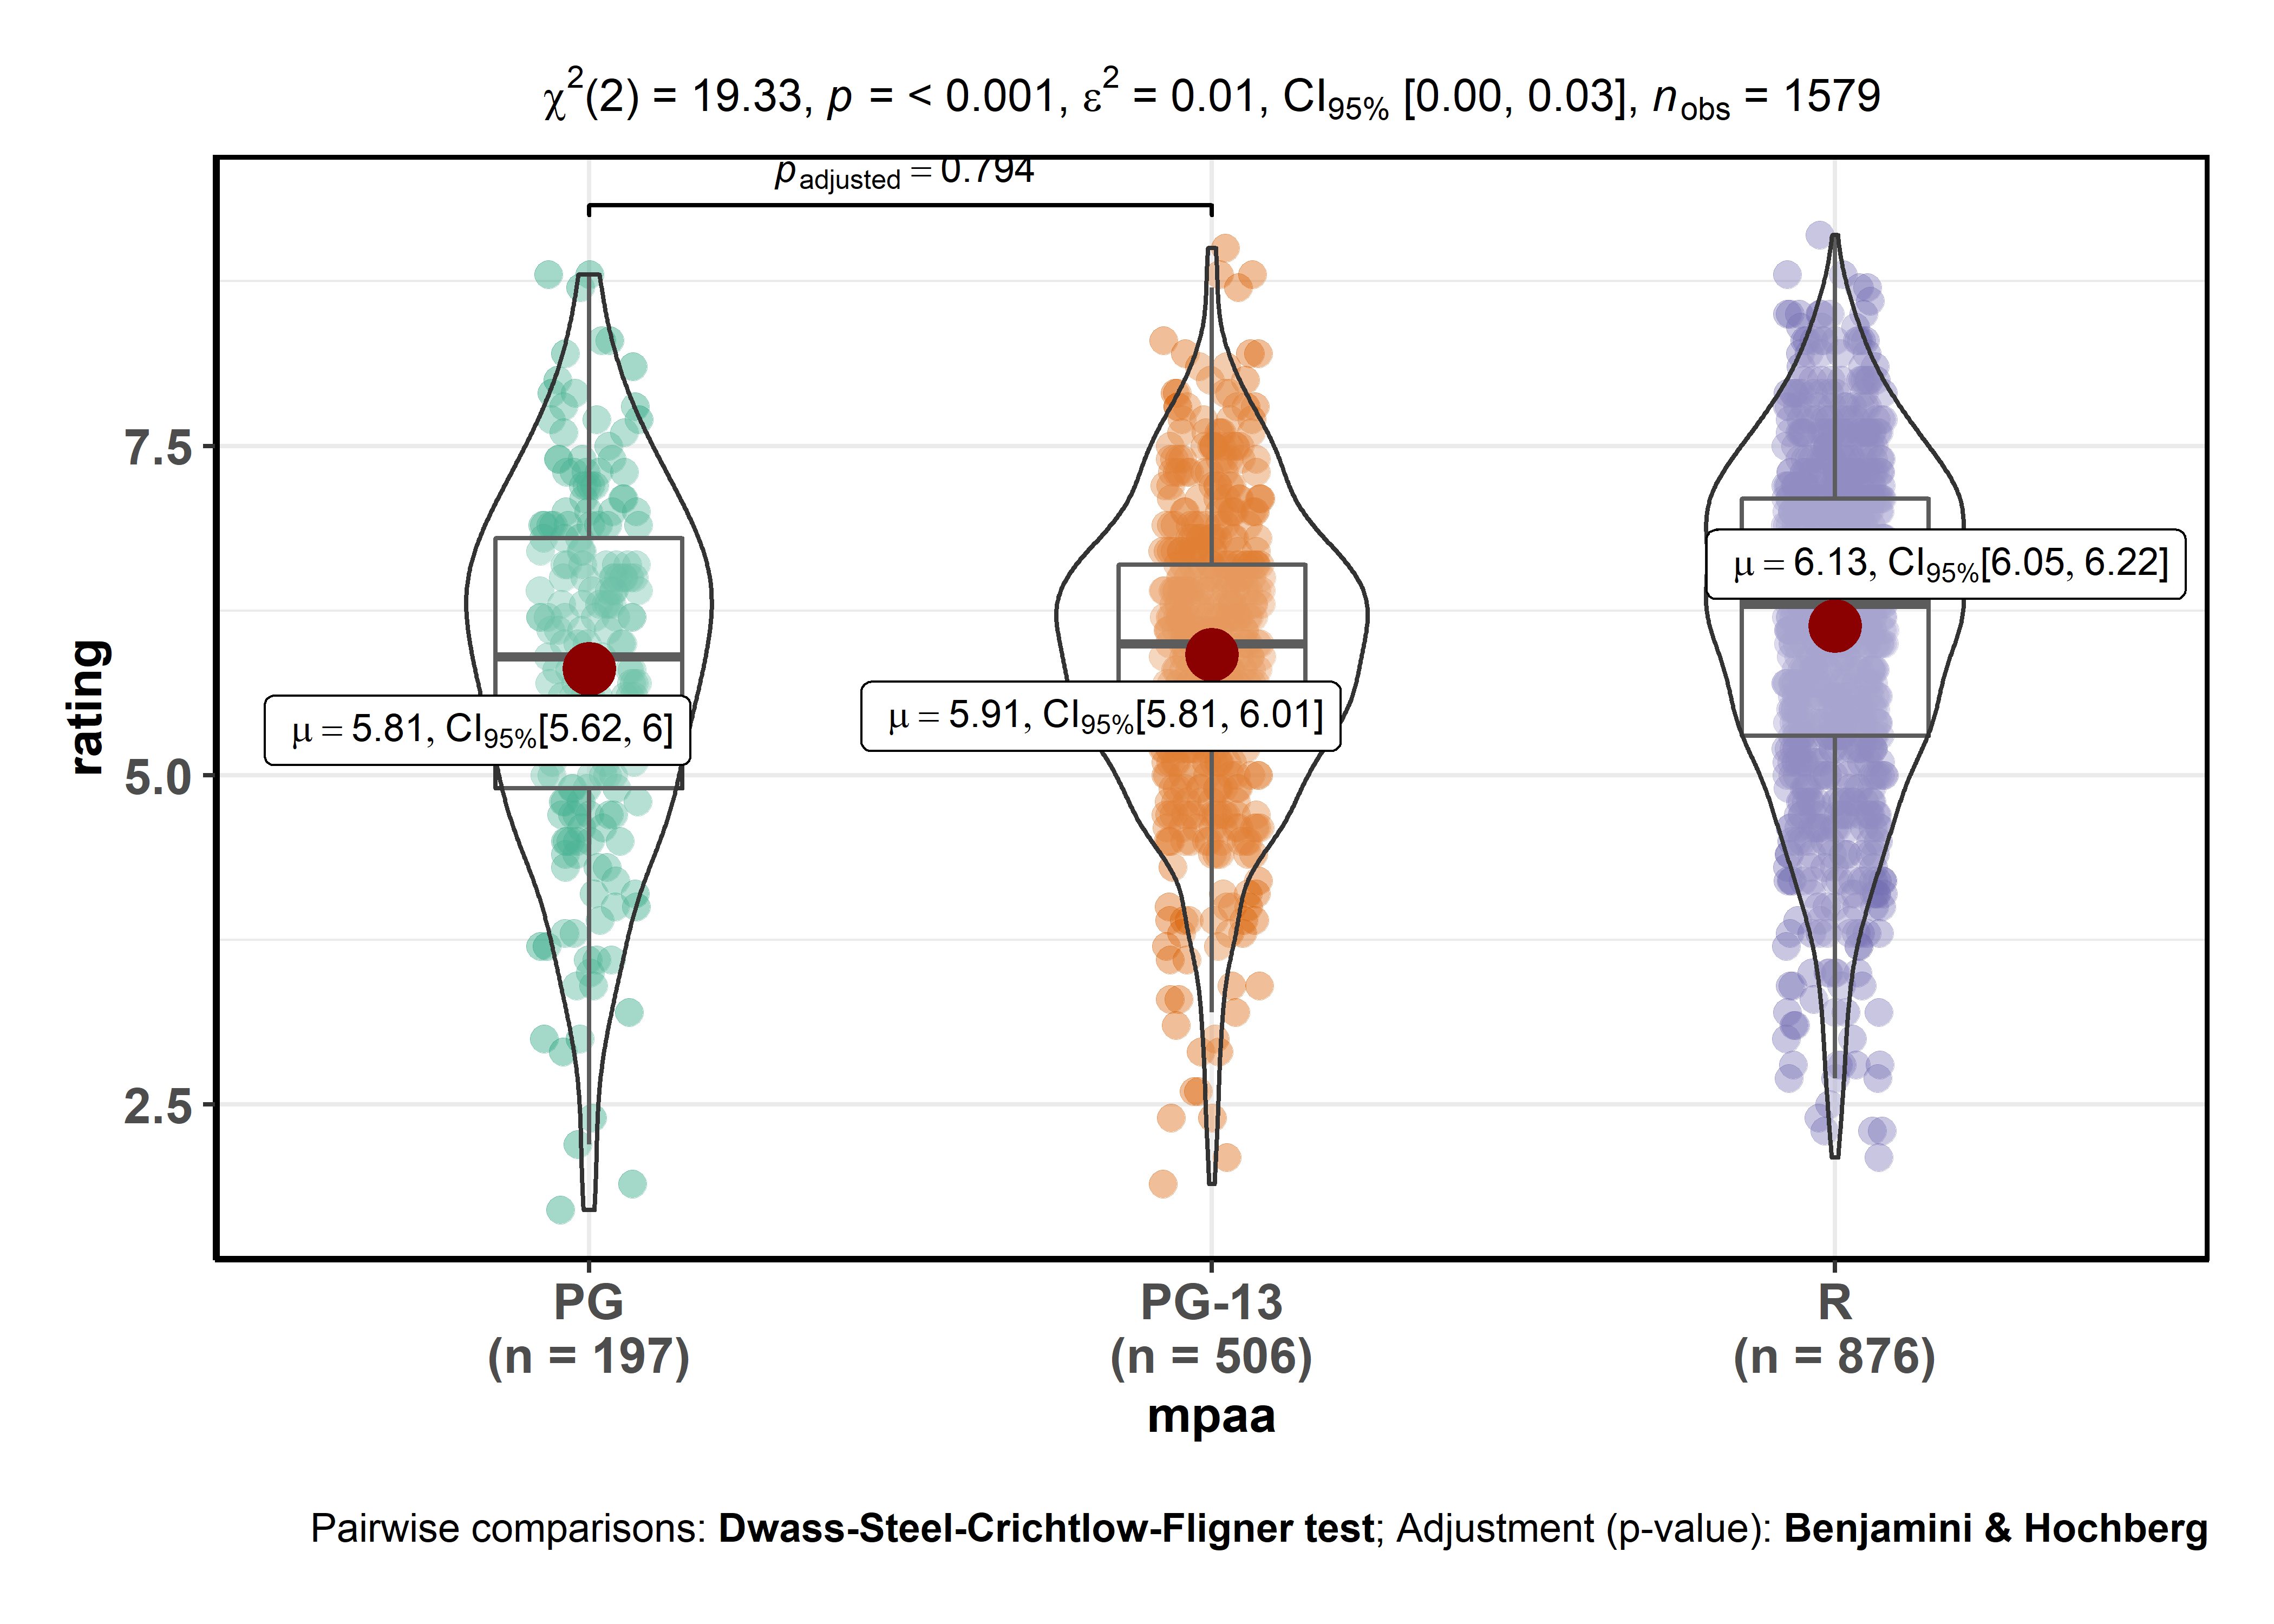 χ²(2) = 19.33, p = < 0.001, ε² = 0.01, CI95% [0.00, 0.03], nobs = 1579
padjusted = 0.794
7.5
5.0
2.5
rating
μ = 5.81, CI95%[5.62, 6]
μ = 5.91, CI95%[5.81, 6.01]
μ = 6.13, CI95%[6.05, 6.22]
PG
(n = 197)
PG-13
(n = 506)
R
(n = 876)
mpaa
Pairwise comparisons: Dwass-Steel-Crichtlow-Fligner test; Adjustment (p-value): Benjamini & Hochberg